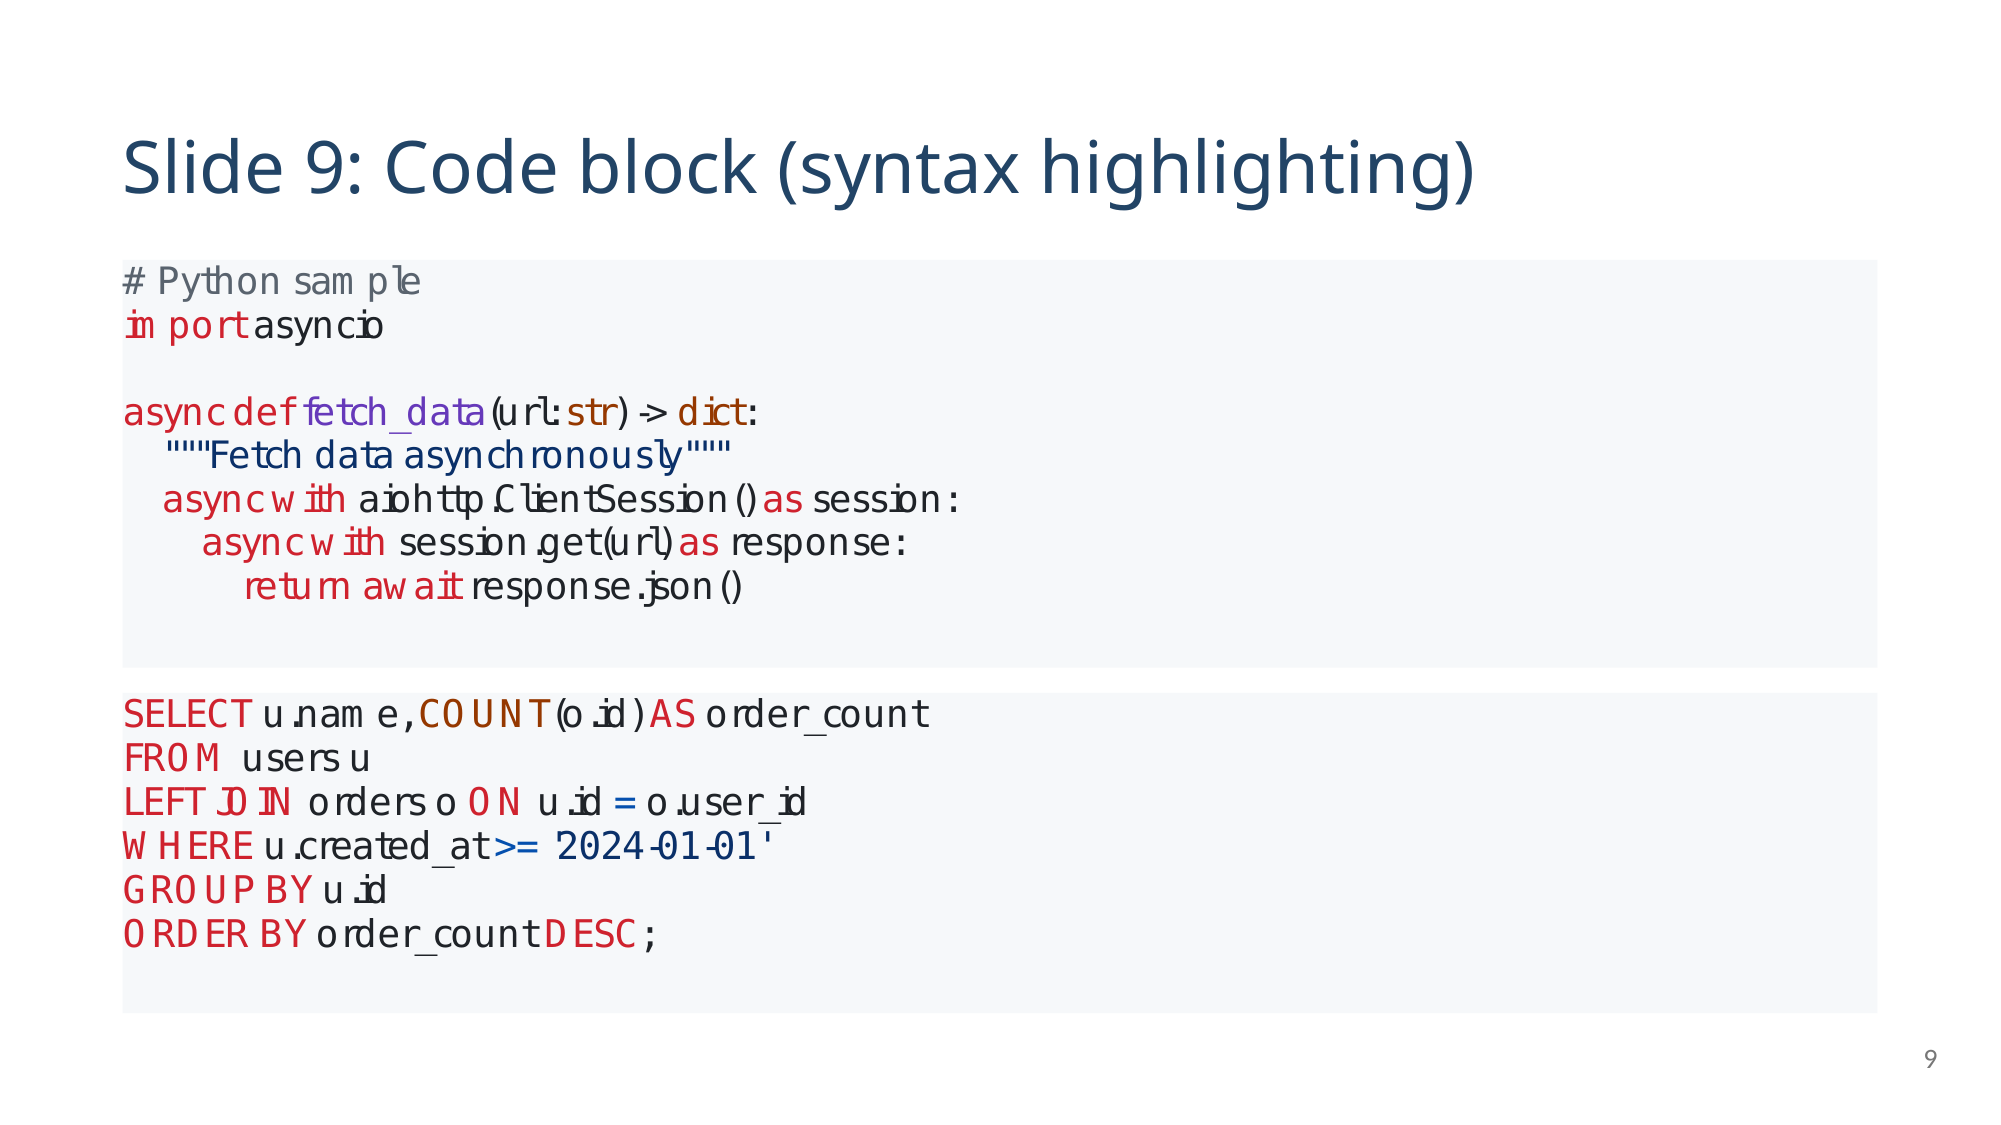 Slide 9: Code block (syntax highlighting)
# Python sample
import asyncio
async def fetch_data(url: str) -> dict:
    """Fetch data asynchronously"""
    async with aiohttp.ClientSession() as session:
        async with session.get(url) as response:
            return await response.json()
SELECT u.name, COUNT(o.id) AS order_count
FROM users u
LEFT JOIN orders o ON u.id = o.user_id
WHERE u.created_at >= '2024-01-01'
GROUP BY u.id
ORDER BY order_count DESC;
9